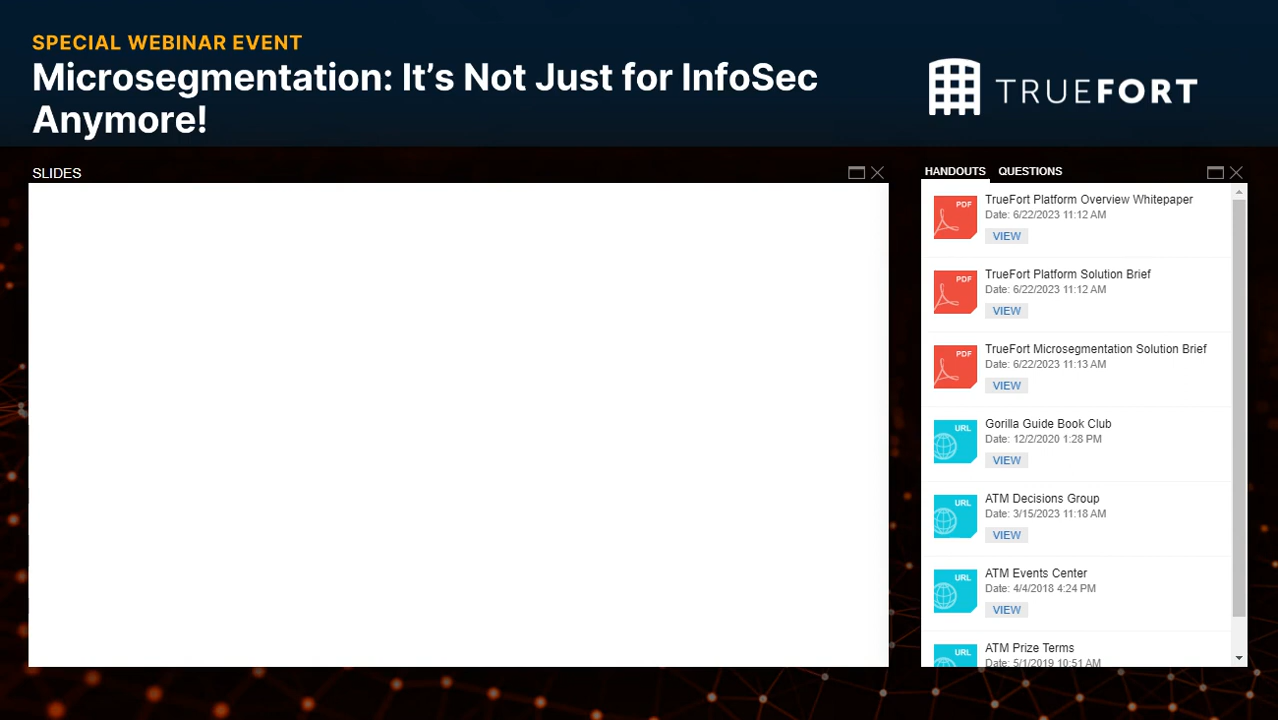 SPECIAL WEBINAR EVENT
Microsegmentation: It’s Not Just for InfoSec
Anymore!
TRUEFORT
SLIDES
HANDOUTS QUESTIONS
PDF
TrueFort Platform Overview Whitepaper
Date: 6/22/2023 11:12 AM
VIEW
PDF
TrueFort Platform Solution Brief
Date: 6/22/2023 11:12 AM
VIEW
PDF
TrueFort Microsegmentation Solution Brief
Date: 6/22/2023 11:13 AM
VIEW
URL
Gorilla Guide Book Club
Date: 12/2/2020 1:28 PM
VIEW
URL
ATM Decisions Group
Date: 3/15/2023 11:18 AM
VIEW
URL
ATM Events Center
Date: 4/4/2018 4:24 PM
VIEW
URL
ATM Prize Terms
Date: 5/1/2019 10:51 AM